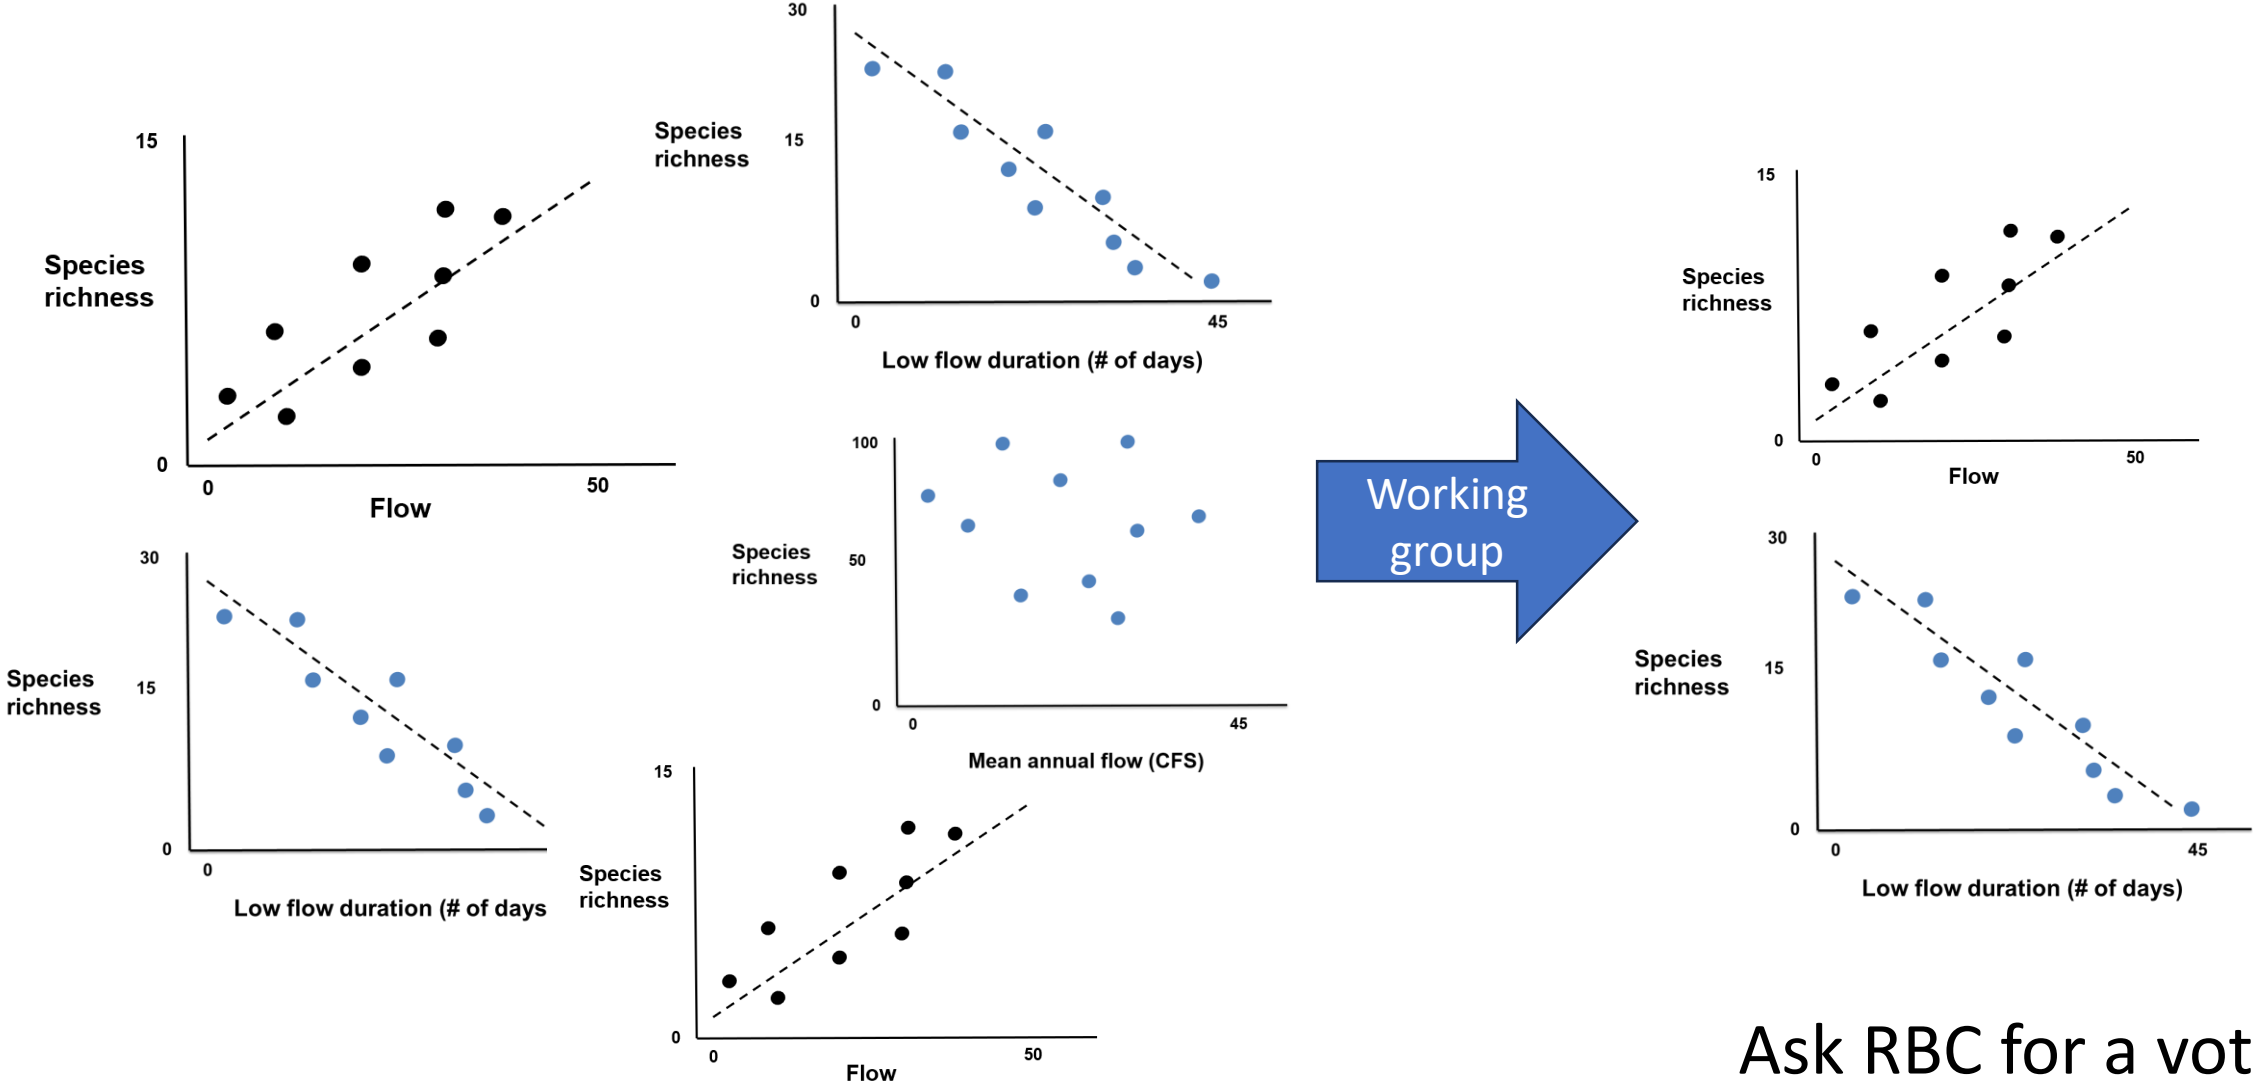 15
Species
richness
0
0
50
Flow
30
Species
richness
15
0
0
45
Low flow duration (# of days)
30
Species
richness
15
0
0
Low flow duration (# of days
100
Species
richness
50
0
0
45
Mean annual flow (CFS)
15
Species
richness
0
0
50
Flow
Working
group
15
Species
richness
0
0
50
Flow
30
Species
richness
15
0
0
45
Low flow duration (# of days)
Ask RBC for a vot